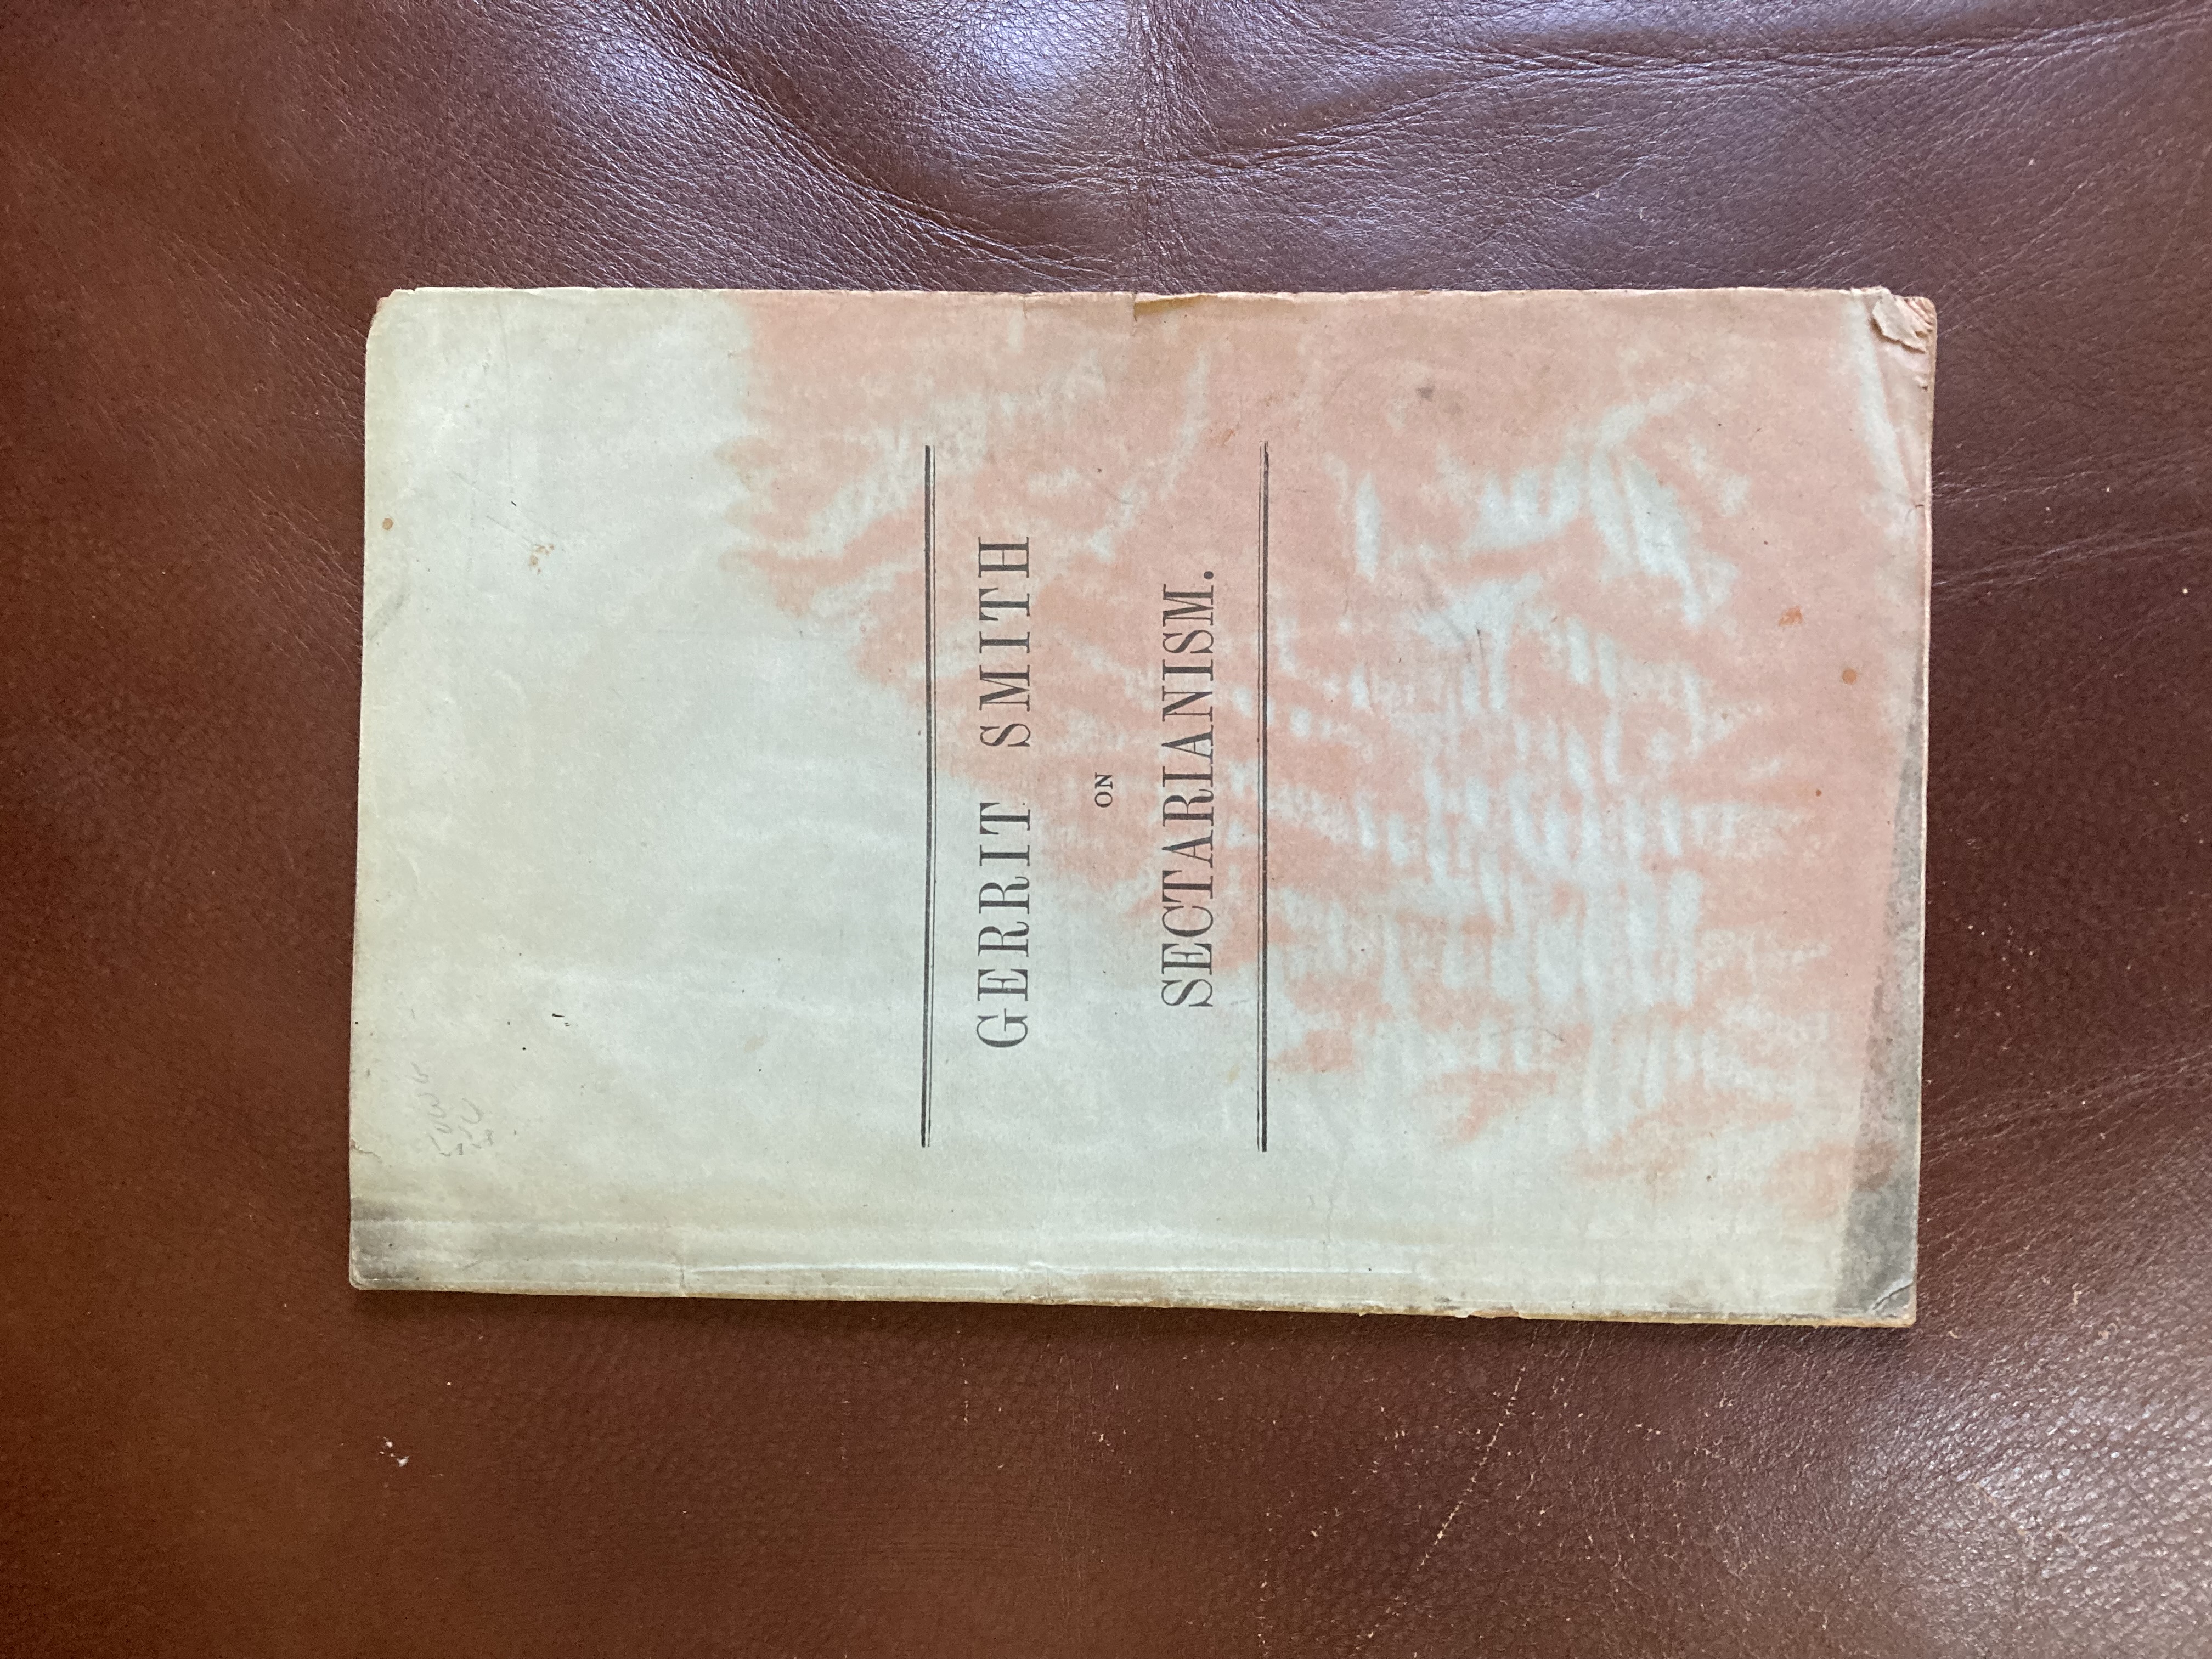 GERRIT SMITH
ON
SECTARIANISM.